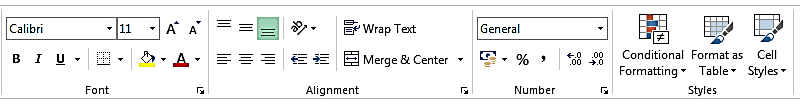 Calibri 11 A A Wrap Text General
B I U A Merge & Center % , .0 .00 .00 .0 Conditional Formatting Format as Table Cell Styles
Font Alignment Number Styles